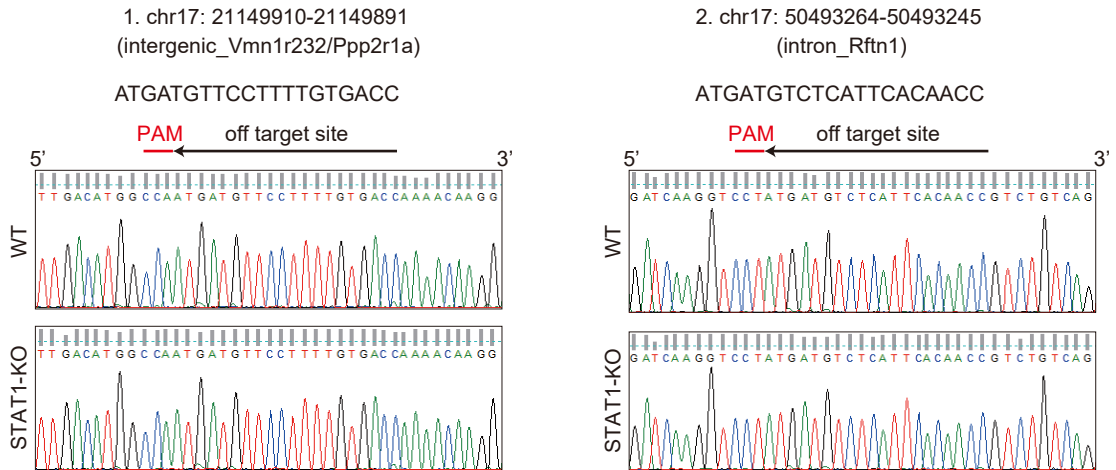 1. chr17: 21149910-21149891
(intergenic_Vmn1r232/Ppp2r1a)
ATGATGTTCCTTTTGTGACC
PAM
off target site
5’
3’
WT
TTGACATGGCCAATGATGTTCCTTTTGTGACCAAAACAAGG
STAT1-KO
TTGACATGGCCAATGATGTTCCTTTTGTGACCAAAACAAGG
2. chr17: 50493264-50493245
(intron_Rftn1)
ATGATGTCTCATTCACAACC
PAM
off target site
5’
3’
WT
GATCAAGGTCCTATGATGTCTCATTCACAACCGTCTGTCAG
STAT1-KO
GATCAAGGTCCTATGATGTCTCATTCACAACCGTCTGTCAG